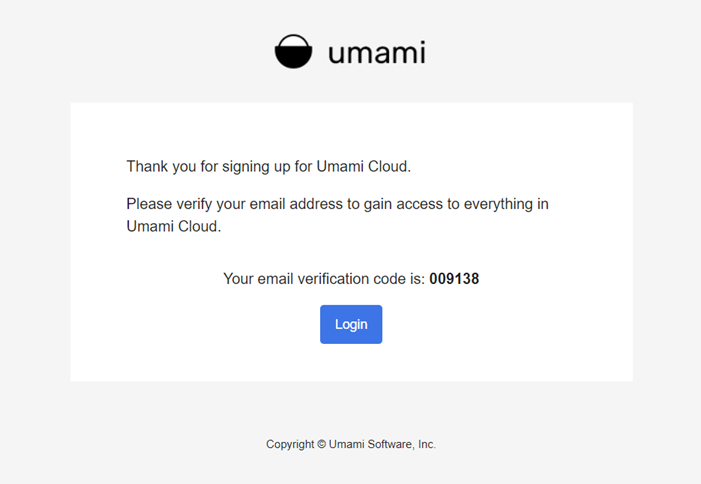 umami
Thank you for signing up for Umami Cloud.
Please verify your email address to gain access to everything in
Umami Cloud.
Your email verification code is: 009138
Login
Copyright © Umami Software, Inc.